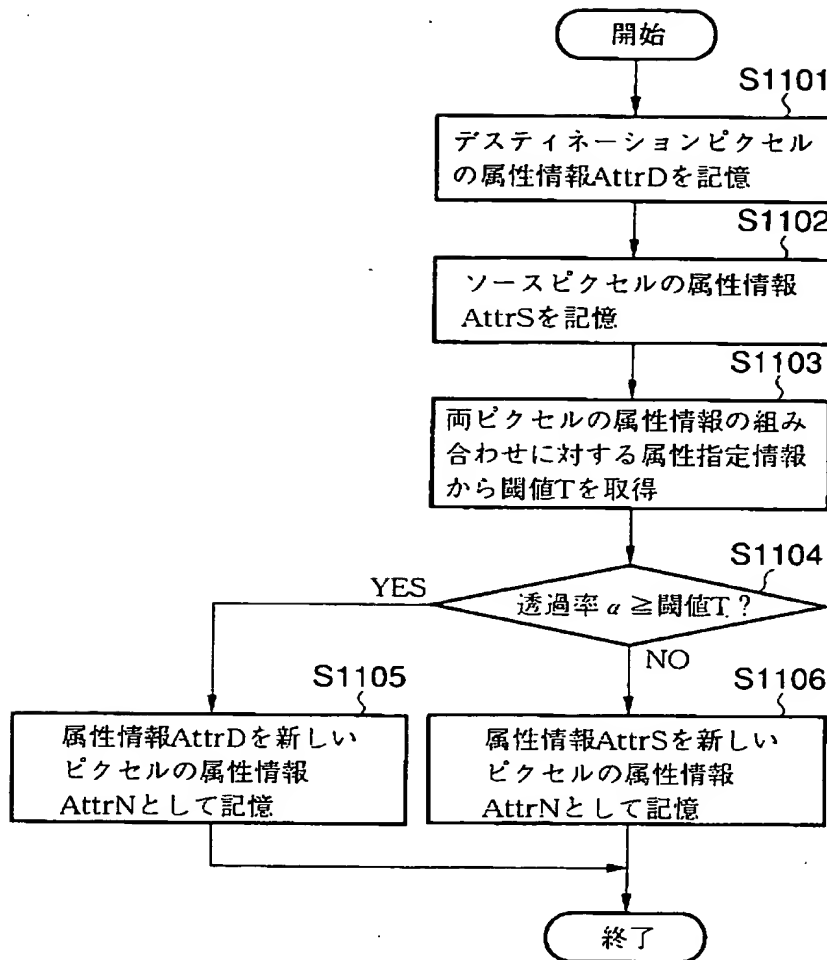 開始
S1101
デスティネーションピクセル
の属性情報AttrDを記憶
S1102
ソースピクセルの属性情報
AttrSを記憶
S1103
両ピクセルの属性情報の組み
合わせに対する属性指定情報
から閾値Tを取得
S1104
透過率α≧閾値T?
YES
NO
S1105
属性情報AttrDを新しい
ピクセルの属性情報
AttrNとして記憶
S1106
属性情報AttrSを新しい
ピクセルの属性情報
AttrNとして記憶
終了